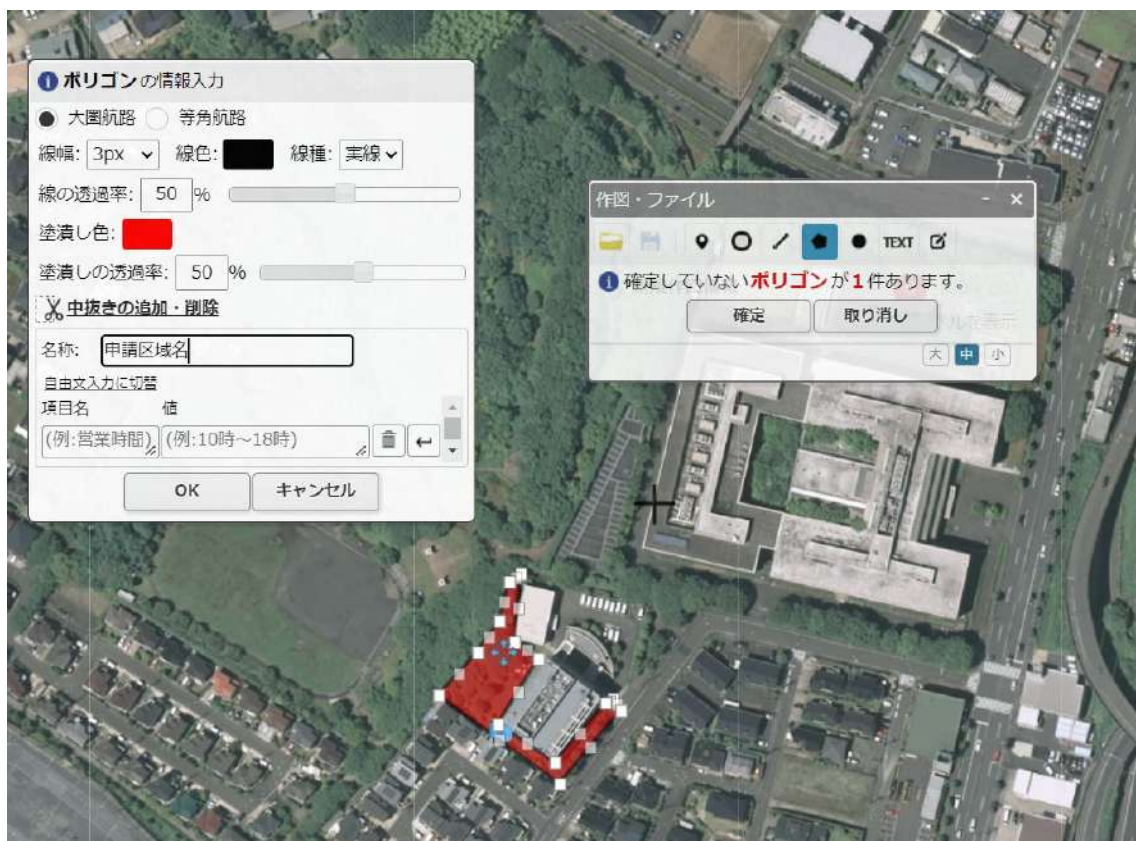 ポリゴンの情報入力
大圏航路 等角航路
線幅: 3px 線色: 線種: 実線
線の透過率: 50 %
塗潰し色:
塗潰しの透過率: 50 %
中抜きの追加・削除
名称: 申請区域名
自由文入力に切替
項目名 値
(例:営業時間) (例:10時～18時)
OK キャンセル
作図・ファイル
TEXT
確定していないポリゴンが1件あります。
確定 取り消し
ルを表示
大 中 小